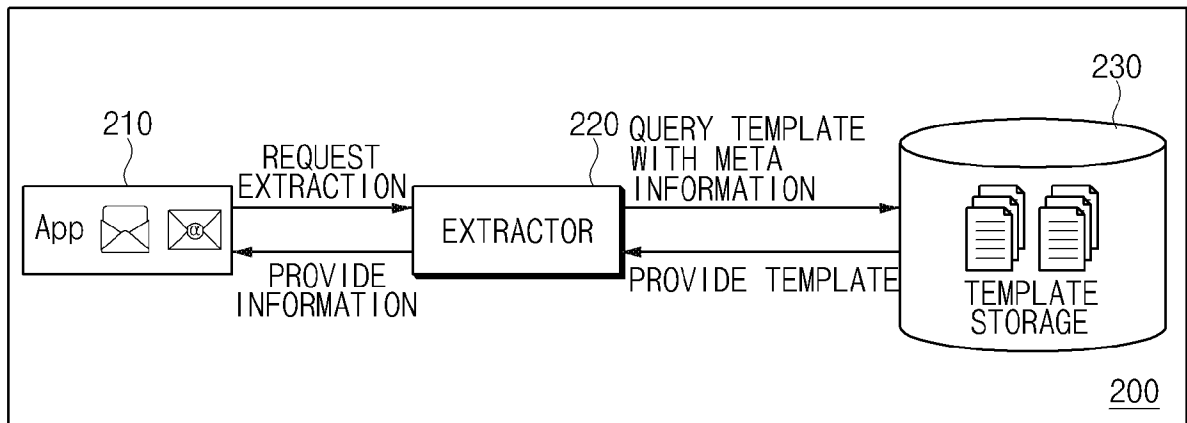 230
210
220
QUERY TEMPLATE
WITH META
INFORMATION
REQUEST
EXTRACTION
App
EXTRACTOR
PROVIDE
INFORMATION
PROVIDE TEMPLATE
TEMPLATE
STORAGE
200